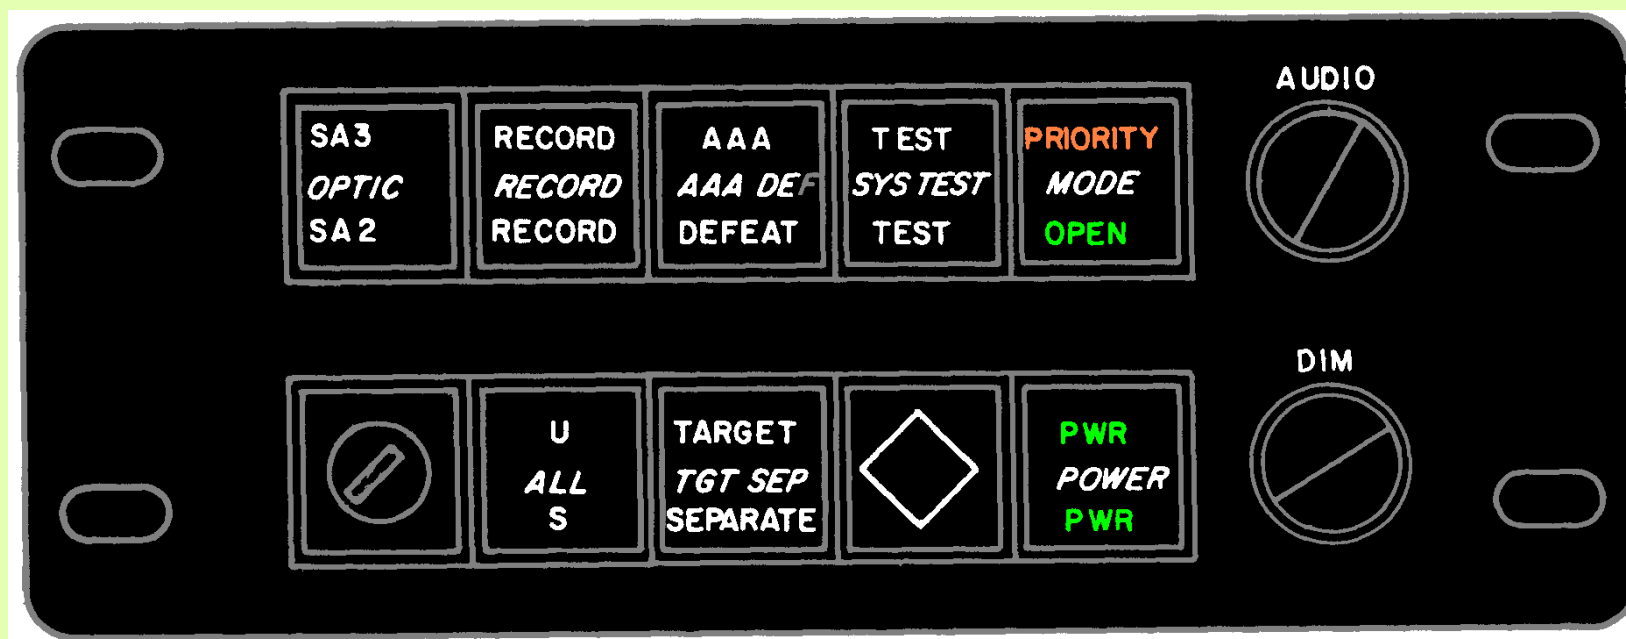 AUDIO
SA3
OPTIC
SA2
RECORD
RECORD
RECORD
AAA
AAA DEF
DEFEAT
TEST
SYS TEST
TEST
PRIORITY
MODE
OPEN
DIM
U
ALL
S
TARGET
TGT SEP
SEPARATE
PWR
POWER
PWR